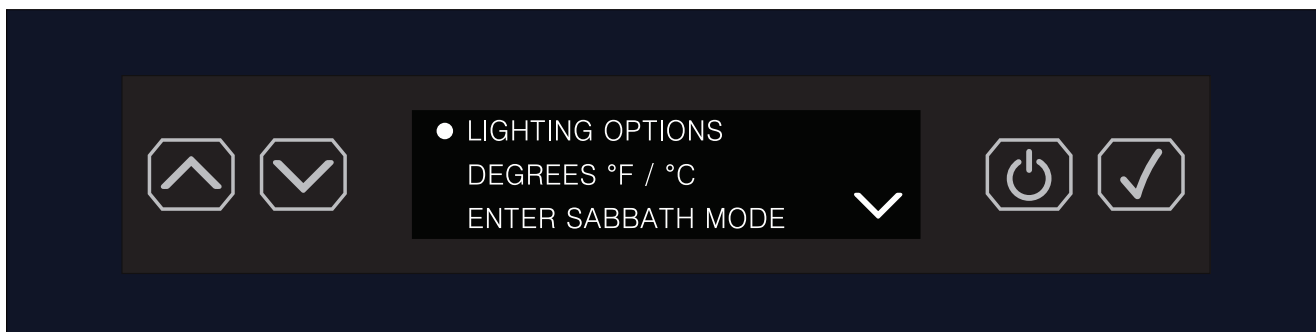 LIGHTING OPTIONS
DEGREES °F / °C
ENTER SABBATH MODE